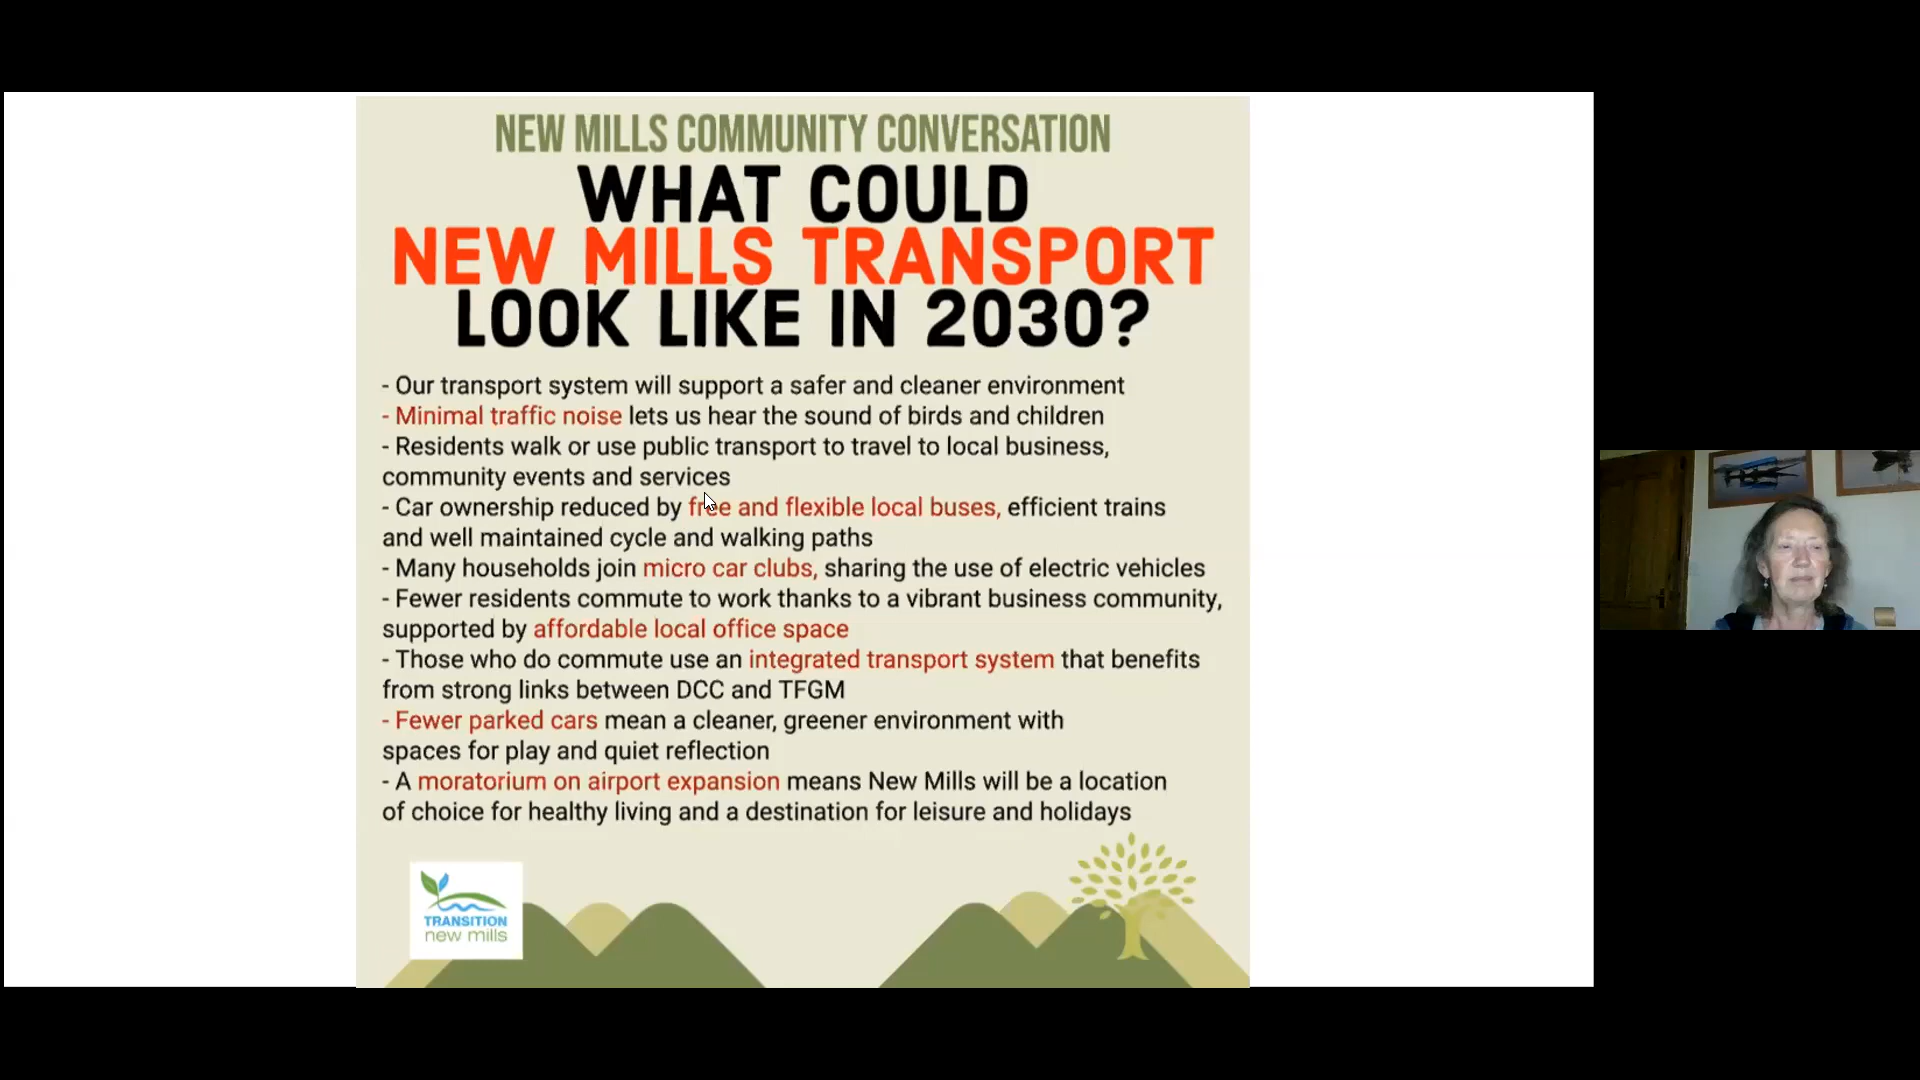 NEW MILLS COMMUNITY CONVERSATION
WHAT COULD
NEW MILLS TRANSPORT
LOOK LIKE IN 2030?
- Our transport system will support a safer and cleaner environment
- Minimal traffic noise lets us hear the sound of birds and children
- Residents walk or use public transport to travel to local business,
community events and services
- Car ownership reduced by free and flexible local buses, efficient trains
and well maintained cycle and walking paths
- Many households join micro car clubs, sharing the use of electric vehicles
- Fewer residents commute to work thanks to a vibrant business community,
supported by affordable local office space
- Those who do commute use an integrated transport system that benefits
from strong links between DCC and TFGM
- Fewer parked cars mean a cleaner, greener environment with
spaces for play and quiet reflection
- A moratorium on airport expansion means New Mills will be a location
of choice for healthy living and a destination for leisure and holidays
TRANSITION
new mills